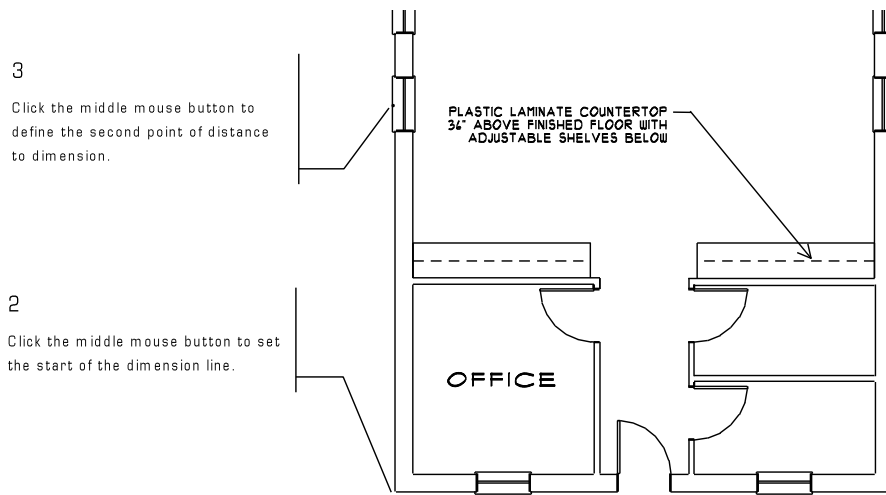 3
Click the middle mouse button to
define the second point of distance
to dimension.
PLASTIC LAMINATE COUNTERTOP
36" ABOVE FINISHED FLOOR WITH
ADJUSTABLE SHELVES BELOW
2
Click the middle mouse button to set
the start of the dimension line.
OFFICE